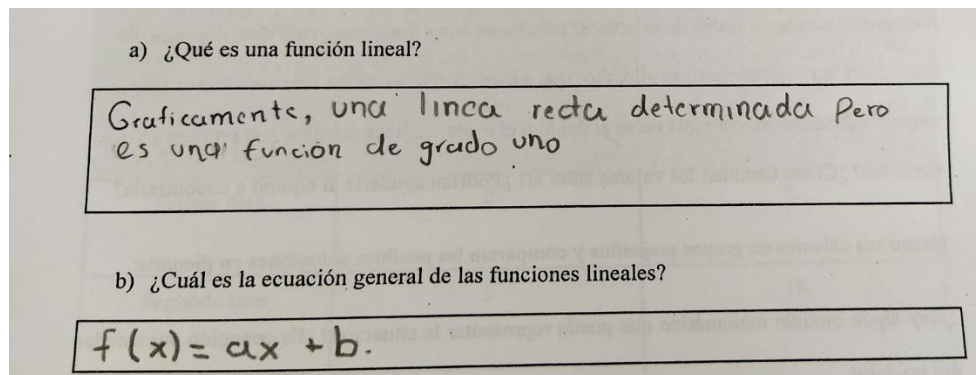 a) ¿Qué es una función lineal?
Graficamente, una linea recta determinada Pero
es una función de grado uno
b) ¿Cuál es la ecuación general de las funciones lineales?
f(x) = ax + b.